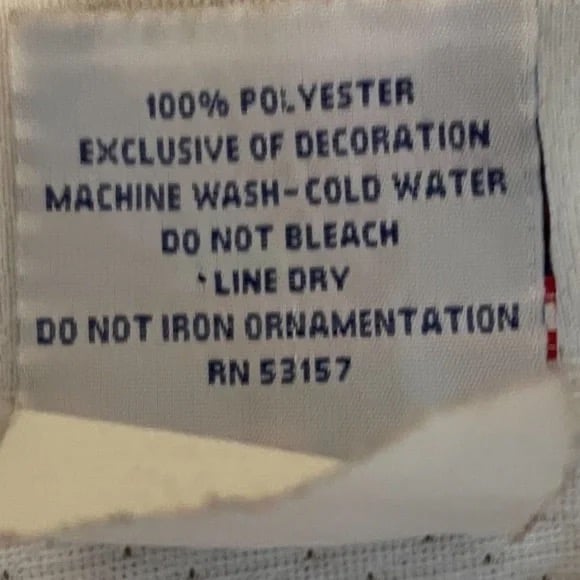 100% POLYESTER
EXCLUSIVE OF DECORATION
MACHINE WASH-COLD WATER
DO NOT BLEACH
LINE DRY
DO NOT IRON ORNAMENTATION
RN 53157